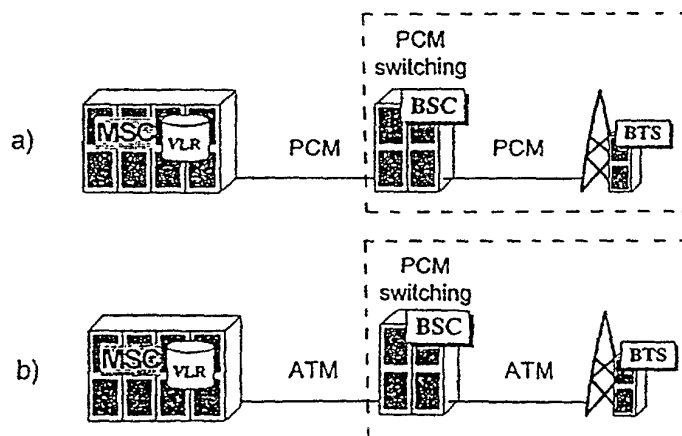 PCM
switching
BSC
MSC
VLR
BTS
a)
PCM
PCM
PCM
switching
BSC
MSC
VLR
BTS
b)
ATM
ATM